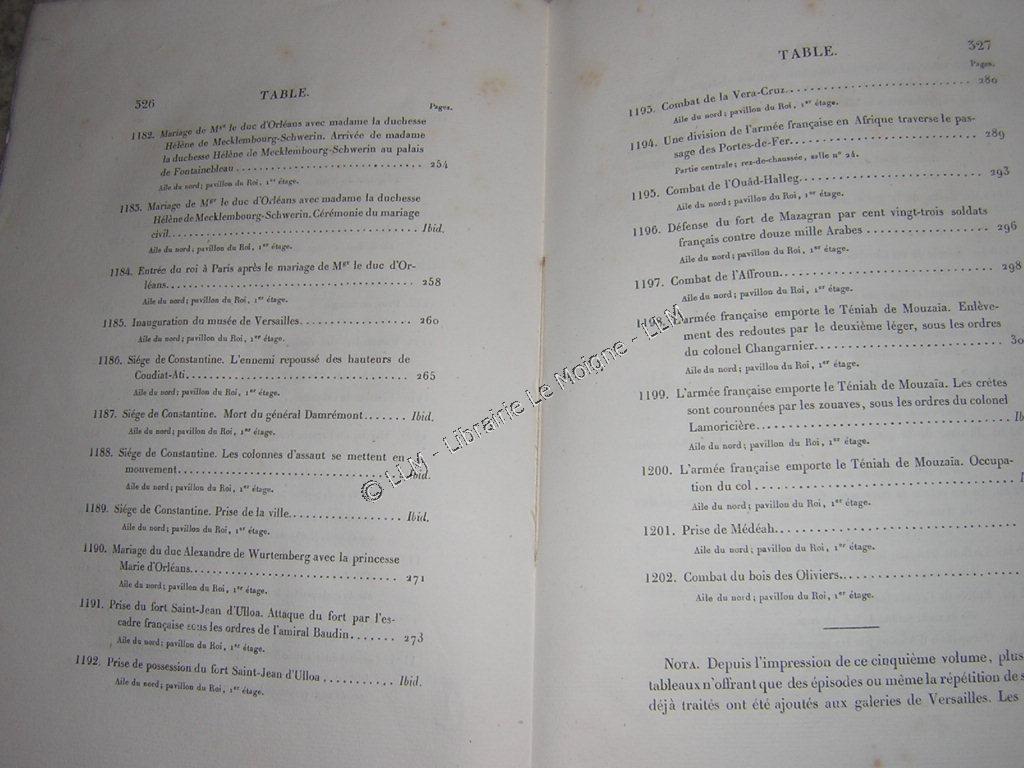 326 TABLE.
Pages.
1182. Mariage de Mgr le duc d'Orléans avec madame la duchesse
Hélène de Mecklembourg-Schwerin. Arrivée de madame
la duchesse Hélène de Mecklembourg-Schwerin au palais
de Fontainebleau........................ 254
Aile du nord; pavillon du Roi, 1er étage.
1183. Mariage de Mgr le duc d'Orléans avec madame la duchesse
Hélène de Mecklembourg-Schwerin. Cérémonie du mariage
civil.................................... Ibid.
Aile du nord; pavillon du Roi, 1er étage.
1184. Entrée du roi à Paris après le mariage de Mgr le duc d'Or-
léans.................................... 258
Aile du nord; pavillon du Roi, 1er étage.
1185. Inauguration du musée de Versailles................. 260
Aile du nord; pavillon du Roi, 1er étage.
1186. Siége de Constantine. L'ennemi repoussé des hauteurs de
Coudiat-Ati................................. 265
Aile du nord; pavillon du Roi, 1er étage.
1187. Siége de Constantine. Mort du général Damrémont....... Ibid.
Aile du nord; pavillon du Roi, 1er étage.
1188. Siége de Constantine. Les colonnes d'assaut se mettent en
mouvement................................ Ibid.
Aile du nord; pavillon du Roi, 1er étage.
1189. Siége de Constantine. Prise de la ville................. Ibid.
Aile du nord; pavillon du Roi, 1er étage.
1190. Mariage du duc Alexandre de Wurtemberg avec la princesse
Marie d'Orléans.............................. 271
Aile du nord; pavillon du Roi, 1er étage.
1191. Prise du fort Saint-Jean d'Ulloa. Attaque du fort par l'es-
cadre française sous les ordres de l'amiral Baudin....... 273
Aile du nord; pavillon du Roi, 1er étage.
1192. Prise de possession du fort Saint-Jean d'Ulloa........... Ibid.
Aile du nord; pavillon du Roi, 1er étage.
TABLE. 327
Pages.
1193. Combat de la Vera-Cruz......................... 280
Aile du nord; pavillon du Roi, 1er étage.
1194. Une division de l'armée française en Afrique traverse le pas-
sage des Portes-de-Fer.......................... 289
Partie centrale; rez-de-chaussée, salle n° 24.
1195. Combat de l'Ouâd-Halleg......................... 293
Aile du nord; pavillon du Roi, 1er étage.
1196. Défense du fort de Mazagran par cent vingt-trois soldats
français contre douze mille Arabes................. 296
Aile du nord; pavillon du Roi, 1er étage.
1197. Combat de l'Affroun............................ 298
Aile du nord; pavillon du Roi, 1er étage.
L'armée française emporte le Téniah de Mouzaïa. Enlève-
ment des redoutes par le deuxième léger, sous les ordres
du colonel Changarnier.......................... 30
Aile du nord; pavillon du Roi, 1er étage.
1199. L'armée française emporte le Téniah de Mouzaïa. Les crêtes
sont couronnées par les zouaves, sous les ordres du colonel
Lamoricière.................................. Ib
Aile du nord; pavillon du Roi, 1er étage.
1200. L'armée française emporte le Téniah de Mouzaïa. Occupa-
tion du col....................................
Aile du nord; pavillon du Roi, 1er étage.
1201. Prise de Médéah................................
Aile du nord; pavillon du Roi, 1er étage.
1202. Combat du bois des Oliviers.........................
Aile du nord; pavillon du Roi, 1er étage.
NOTA. Depuis l'impression de ce cinquième volume, plus
tableaux n'offrant que des épisodes ou même la répétition de s
déjà traités ont été ajoutés aux galeries de Versailles. Les
© LLM - Librairie Le Moigne - LLM